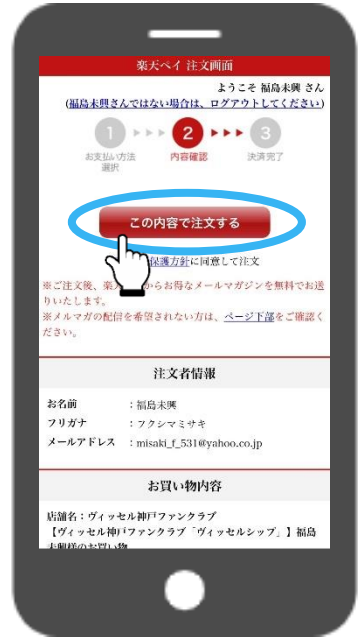 楽天ペイ 注文画面
ようこそ 福島未興 さん
(福島未興さんではない場合は、ログアウトしてください)
1 2 3
お支払い方法選択 内容確認 決済完了
この内容で注文する
保護方針に同意して注文
※ご注文後、楽天 からお得なメールマガジンを無料でお送
りいたします。
※メルマガの配信を希望されない方は、ページ下部をご確認く
ださい。
注文者情報
お名前 :福島未興
フリガナ :フクシマミサキ
メールアドレス :misaki_f_531@yahoo.co.jp
お買い物内容
店舗名:ヴィッセル神戸ファンクラブ
【ヴィッセル神戸ファンクラブ「ヴィッセルシップ」】福島